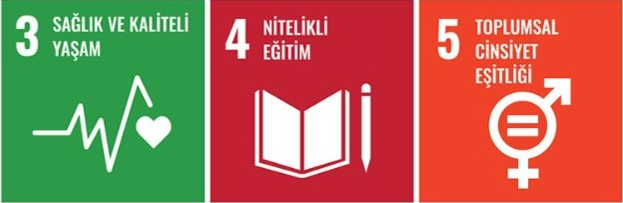 3 SAĞLIK VE KALİTELİ
YAŞAM
4 NİTELİKLİ
EĞİTİM
5 TOPLUMSAL
CİNSİYET
EŞİTLİĞİ